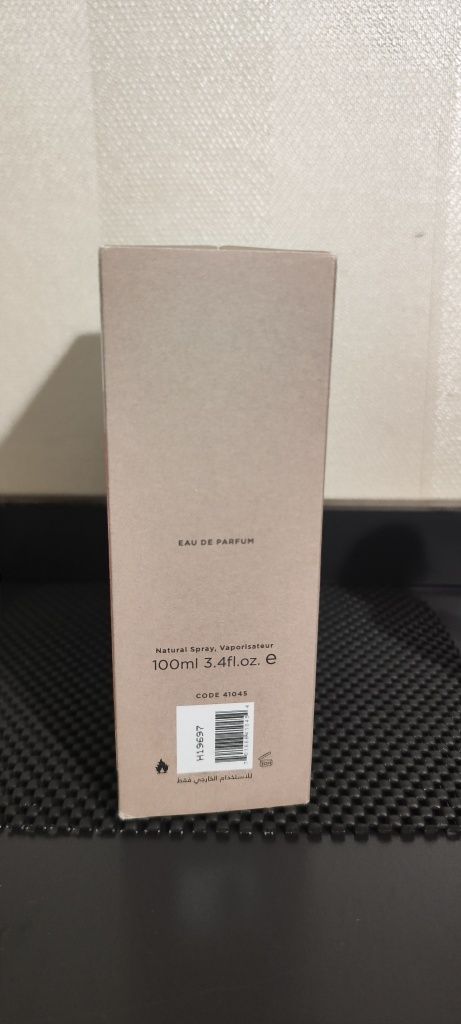 EAU DE PARFUM
Natural Spray, Vaporisateur
100ml 3.4fl.oz. e
CODE 41045
H19697
للاستخدام الخارجي فقط